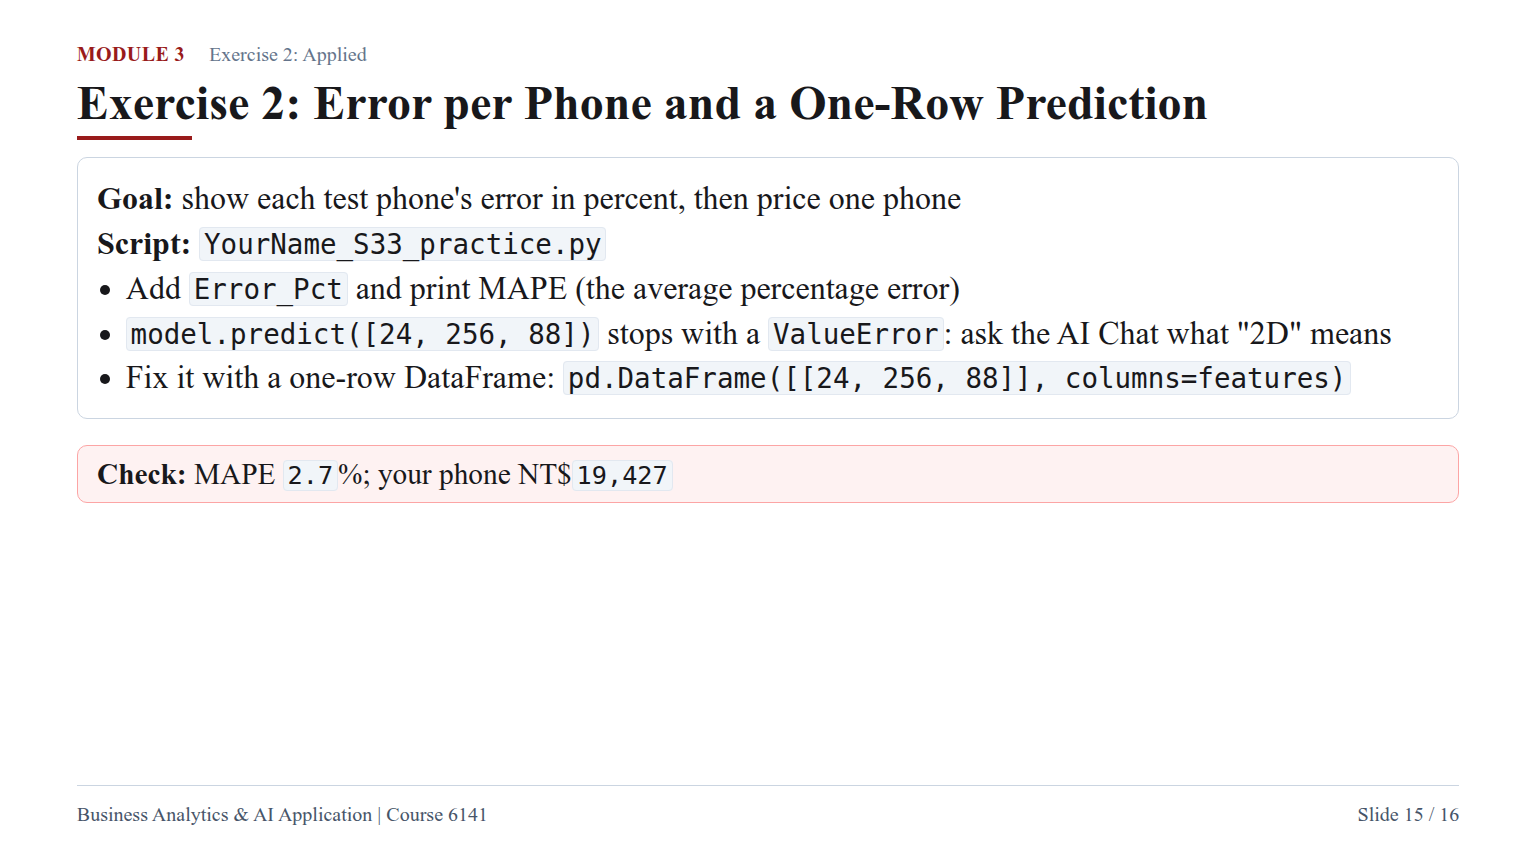 MODULE 3 Exercise 2: Applied
Exercise 2: Error per Phone and a One-Row Prediction
Goal: show each test phone's error in percent, then price one phone
Script: YourName_S33_practice.py
• Add Error_Pct and print MAPE (the average percentage error)
• model.predict([24, 256, 88]) stops with a ValueError: ask the AI Chat what "2D" means
• Fix it with a one-row DataFrame: pd.DataFrame([[24, 256, 88]], columns=features)
Check: MAPE 2.7%; your phone NT$19,427
Business Analytics & AI Application | Course 6141
Slide 15 / 16